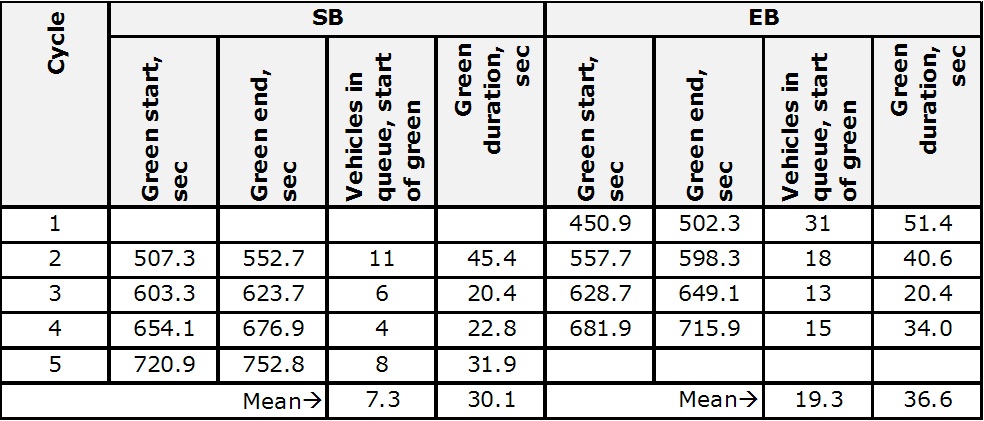 SB EB
Cycle Green start, sec Green end, sec Vehicles in queue, start of green Green duration, sec Green start, sec Green end, sec Vehicles in queue, start of green Green duration, sec
1 450.9 502.3 31 51.4
2 507.3 552.7 11 45.4 557.7 598.3 18 40.6
3 603.3 623.7 6 20.4 628.7 649.1 13 20.4
4 654.1 676.9 4 22.8 681.9 715.9 15 34.0
5 720.9 752.8 8 31.9
Mean→ 7.3 30.1 Mean→ 19.3 36.6